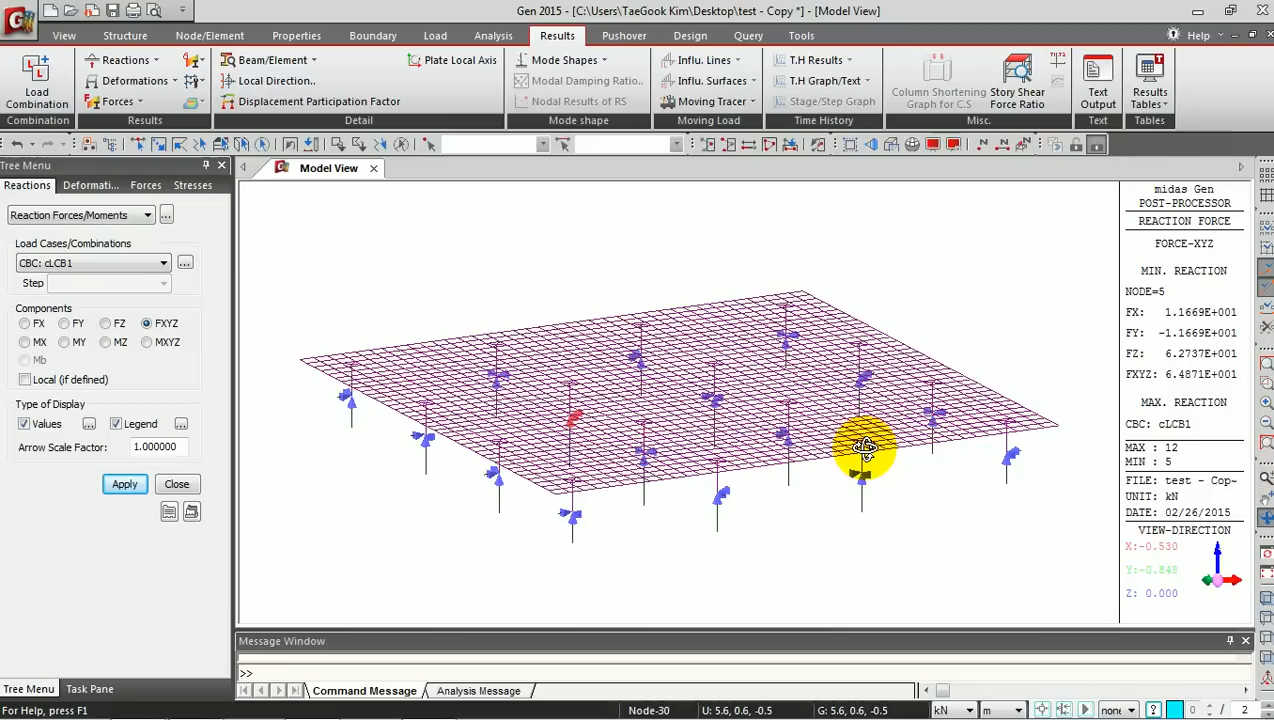 Gen 2015 - [C:\Users\TaeGook Kim\Desktop\test - Copy *] - [Model View]
View Structure Node/Element Properties Boundary Load Analysis Results Pushover Design Query Tools Help
Load Combination
Combination
Reactions
Deformations
Forces
Results
Beam/Element
Local Direction..
Displacement Participation Factor
Plate Local Axis
Detail
Mode Shapes
Modal Damping Ratio..
Nodal Results of RS
Mode shape
Influ. Lines
Influ. Surfaces
Moving Tracer
Moving Load
T.H Results
T.H Graph/Text
Stage/Step Graph
Time History
Column Shortening Graph for C.S
Story Shear Force Ratio
Misc.
Text Output
Text
Results Tables
Tables
Tree Menu
Reactions Deformati... Forces Stresses
Reaction Forces/Moments ...
Load Cases/Combinations
CBC: cLCB1 ...
Step
Components
FX FY FZ FXYZ
MX MY MZ MXYZ
Mb
Local (if defined)
Type of Display
Values ... Legend ...
Arrow Scale Factor: 1.000000
Apply Close
Tree Menu Task Pane
Model View
midas Gen
POST-PROCESSOR
REACTION FORCE
FORCE-XYZ
MIN. REACTION
NODE=5
FX: 1.1669E+001
FY: -1.1669E+001
FZ: 6.2737E+001
FXYZ: 6.4871E+001
MAX. REACTION
CBC: cLCB1
MAX : 12
MIN : 5
FILE: test - Cop~
UNIT: kN
DATE: 02/26/2015
VIEW-DIRECTION
X:-0.530
Y:-0.848
Z: 0.000
Message Window
>>
Command Message Analysis Message
For Help, press F1 Node-30 U: 5.6, 0.6, -0.5 G: 5.6, 0.6, -0.5 kN m none 0 / 2